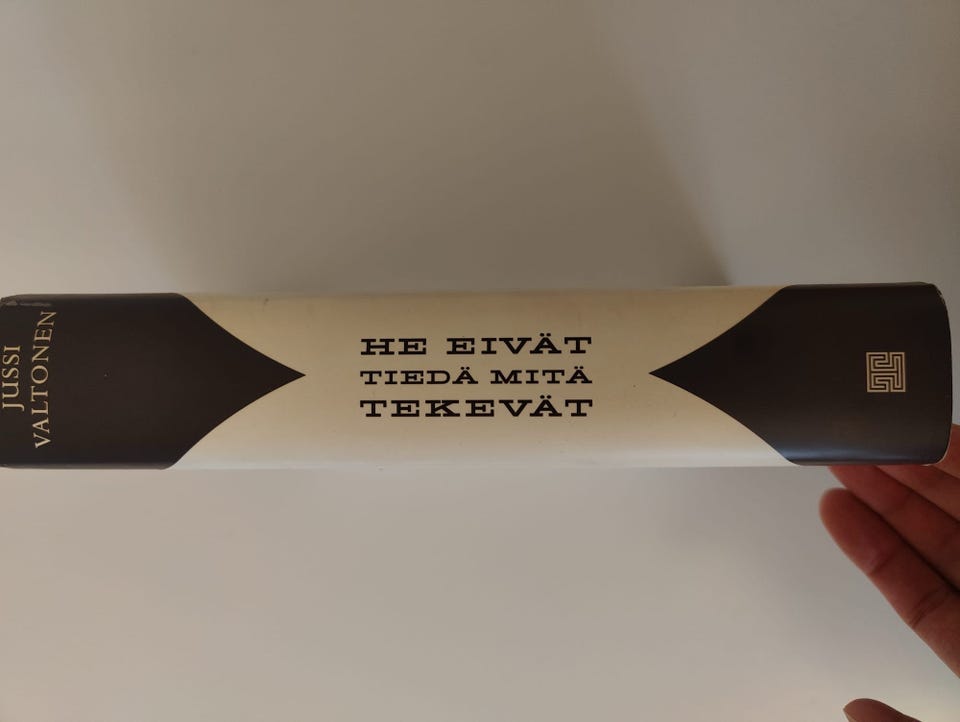 JUSSI
VALTONEN
HE EIVÄT
TIEDÄ MITÄ
TEKEVÄT